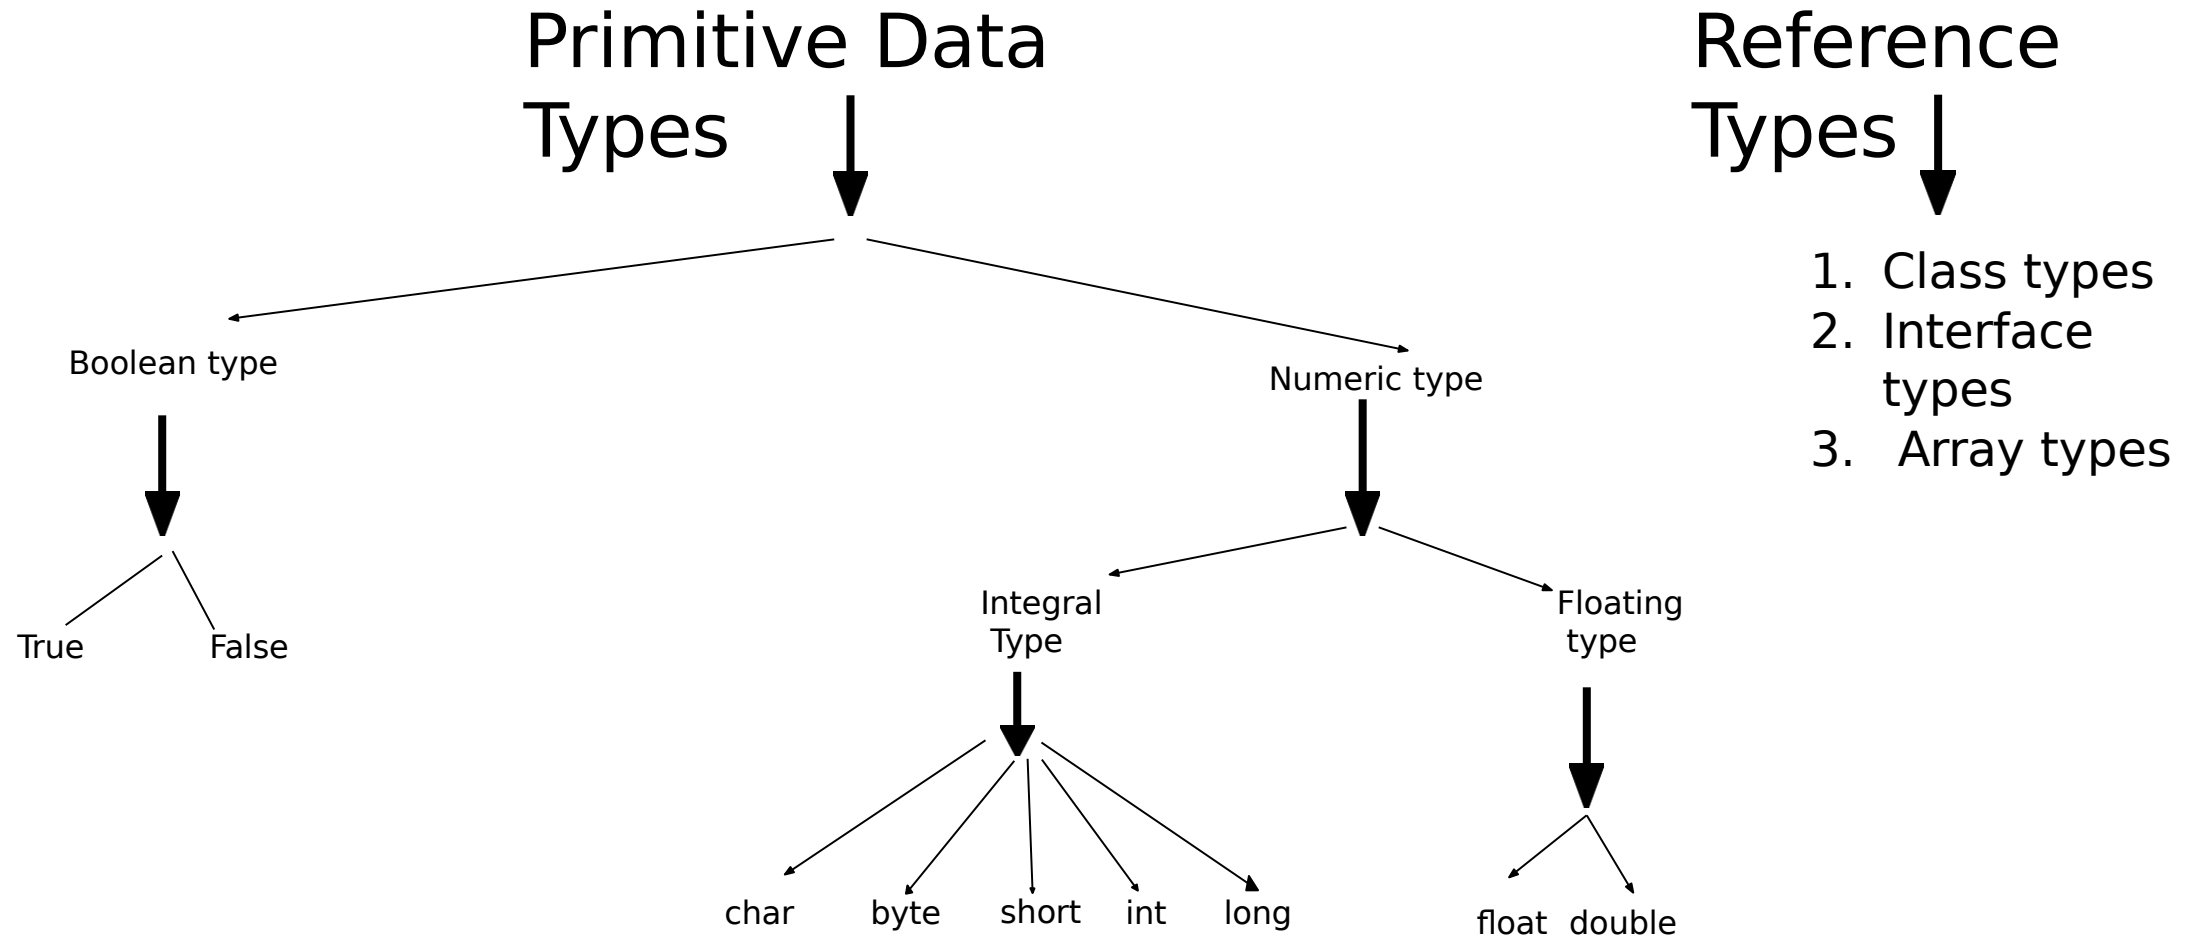 Primitive Data
Types
Reference
Types
1. Class types
2. Interface
types
3. Array types
Boolean type
Numeric type
True
False
Integral
Type
Floating
type
char
byte
short
int
long
float
double